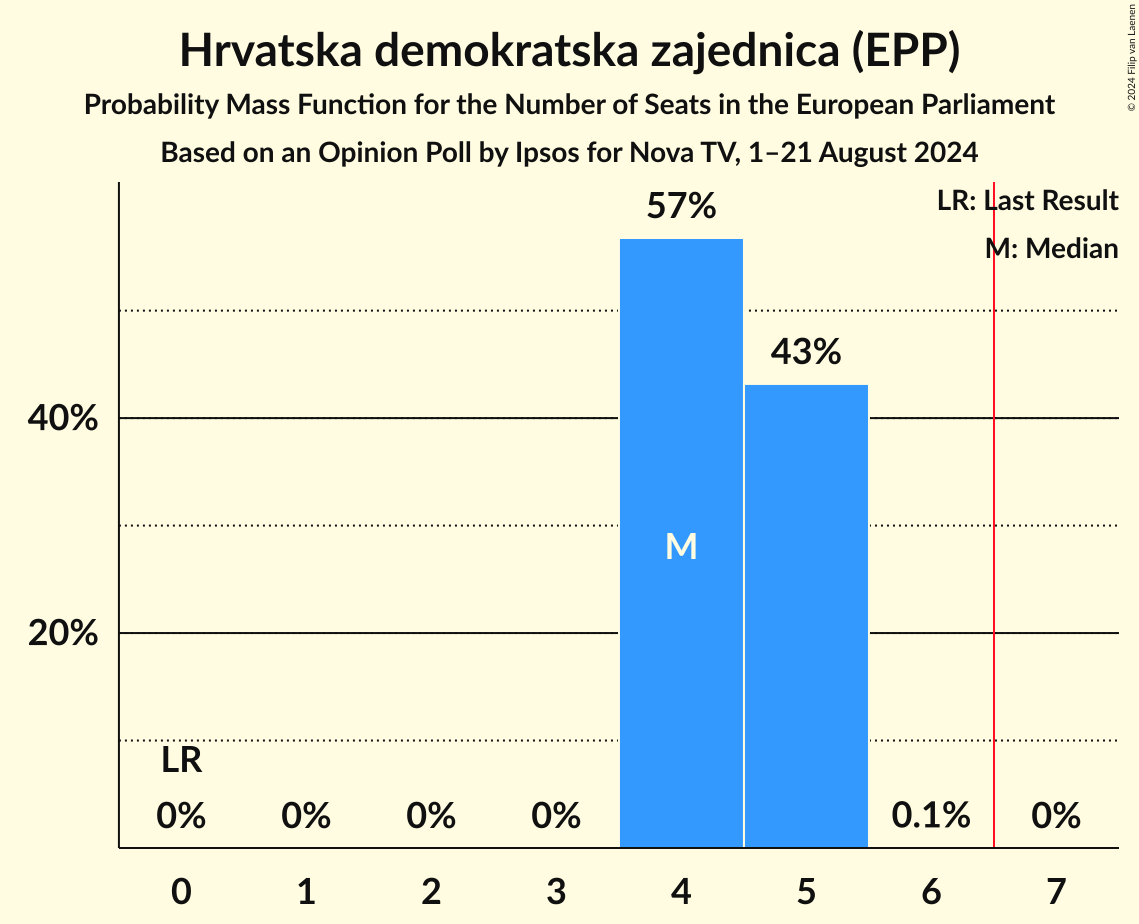 Hrvatska demokratska zajednica (EPP)
Probability Mass Function for the Number of Seats in the European Parliament
Based on an Opinion Poll by Ipsos for Nova TV, 1–21 August 2024
© 2024 Filip van Laenen
LR: Last Result
M: Median
57%
43%
40%
M
20%
LR
0% 0% 0% 0% 0.1% 0%
0 1 2 3 4 5 6 7